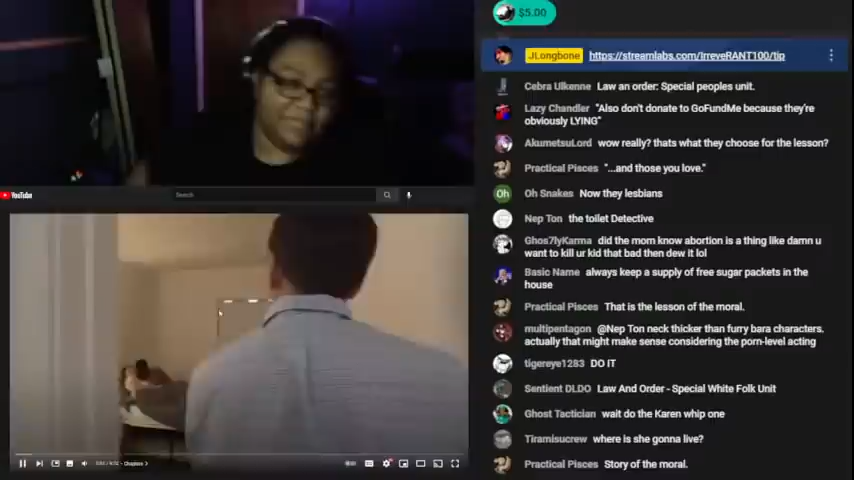 $5.00
JLongbone https://streamlabs.com/IrreveRANT100/tip
Cebra Ulkenne Law an order: Special peoples unit.
Lazy Chandler "Also don't donate to GoFundMe because they're
obviously LYING"
AkumetsuLord wow really? thats what they choose for the lesson?
Practical Pisces "...and those you love."
Oh Oh Snakes Now they lesbians
Nep Ton the toilet Detective
Ghos7lyKarma did the mom know abortion is a thing like damn u
want to kill ur kid that bad then dew it lol
Basic Name always keep a supply of free sugar packets in the
house
Practical Pisces That is the lesson of the moral.
multipentagon @Nep Ton neck thicker than furry bara characters.
actually that might make sense considering the porn-level acting
tigereye1283 DO IT
Sentient DLDO Law And Order - Special White Folk Unit
Ghost Tactician wait do the Karen whip one
Tiramisucrew where is she gonna live?
Practical Pisces Story of the moral.
YouTube
Search